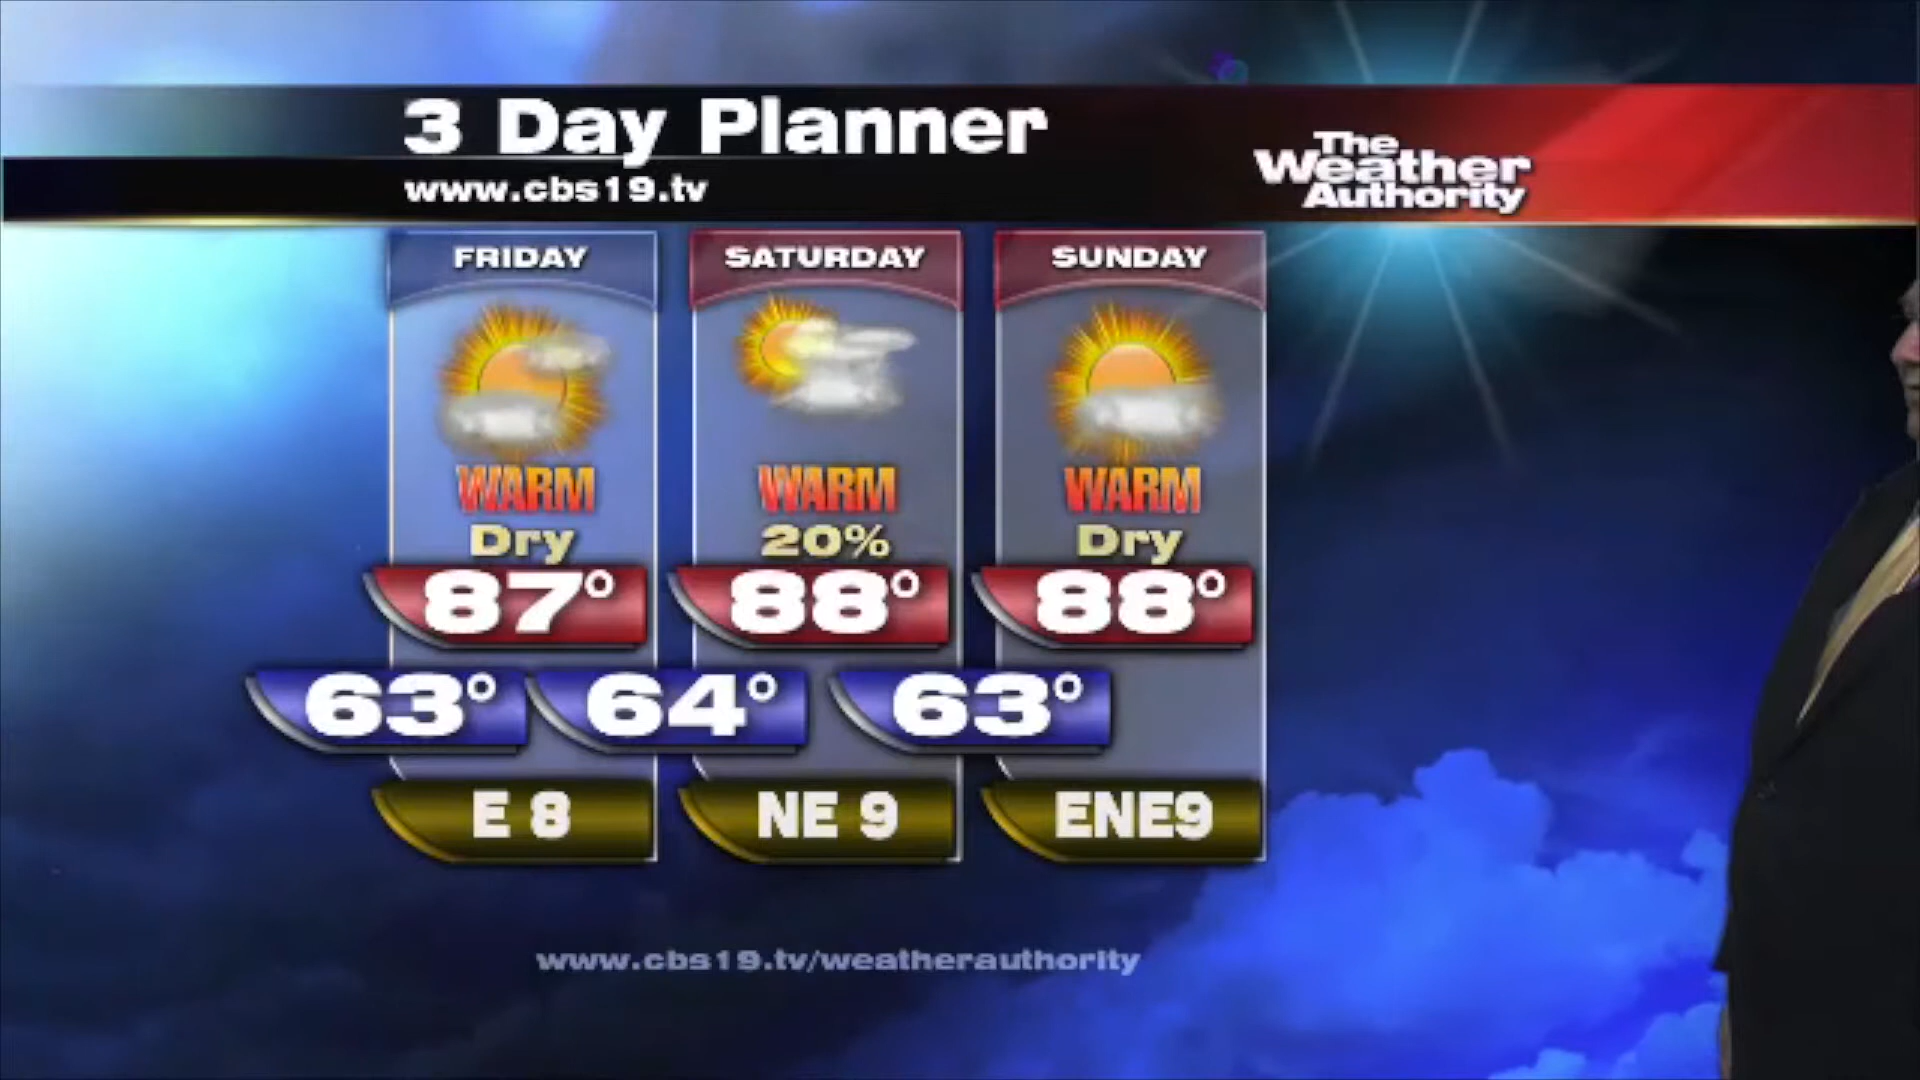 3 Day Planner
www.cbs19.tv
The
Weather
Authority
FRIDAY
WARM
Dry
87°
63°
E 8
SATURDAY
WARM
20%
88°
64°
NE 9
SUNDAY
WARM
Dry
88°
63°
ENE9
www.cbs19.tv/weatherauthority